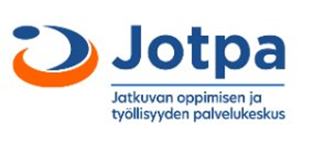 Jotpa
Jatkuvan oppimisen ja
työllisyyden palvelukeskus